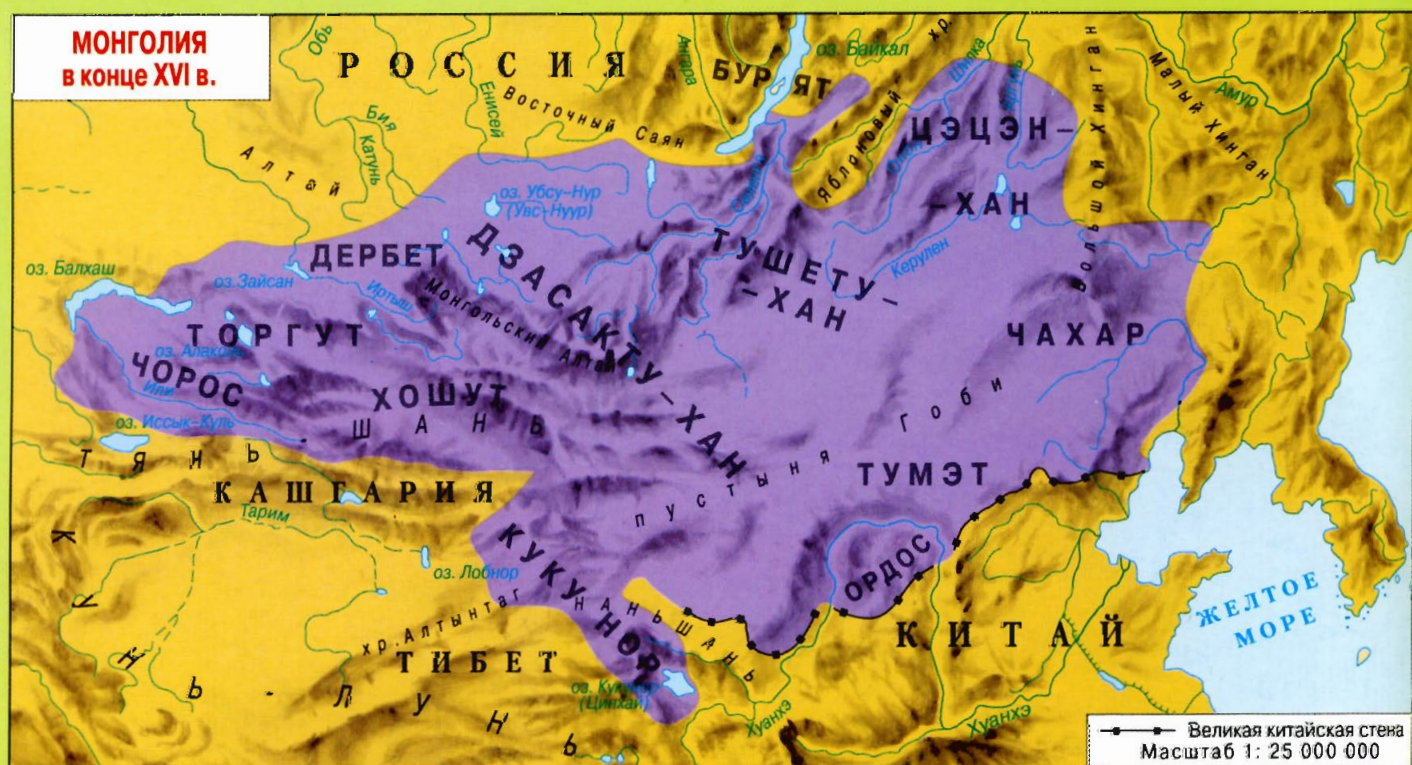 МОНГОЛИЯ
в конце XVI в.
РОССИЯ
Обь
Енисей
Ангара
оз. Байкал
хр.
Яблоновый
Шилка
БУРЯТ
Восточный Саян
Бия
Катунь
Алтай
Большой Хинган
Малый Хинган
Амур
ЦЭЦЭН–
–ХАН
Керулен
оз. Убсу–Нур
(Увс–Нуур)
ДЕРБЕТ
ДЗАСАКТУ–ХАН
ТУШЕТУ–
–ХАН
оз. Балхаш
оз. Зайсан
Иртыш
Монгольский Алтай
ЧАХАР
ТОРГУТ
оз. Алаколь
ЧОРОС
Или
ХОШУТ
оз. Иссык–Куль
ТЯНЬ
ШАНЬ
пустыня Гоби
ТУМЭТ
КАШГАРИЯ
Тарим
оз. Лобнор
КУКУНОР
ОРДОС
НАНЬШАНЬ
хр. Алтынтаг
ТИБЕТ
КУНЬ-ЛУНЬ
оз. Кукунор
(Цинхай)
Хуанхэ
Хуанхэ
КИТАЙ
ЖЕЛТОЕ
МОРЕ
Великая китайская стена
Масштаб 1: 25 000 000